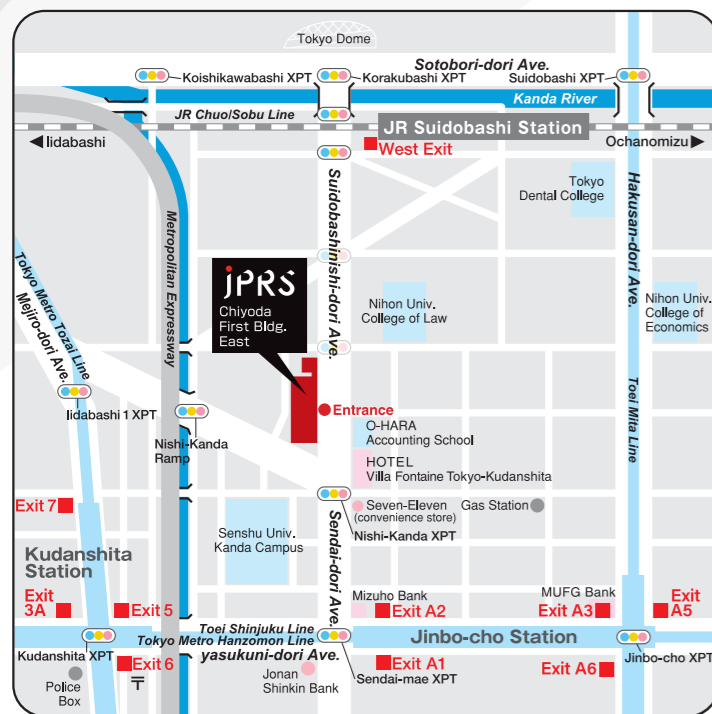 Tokyo Dome
Sotobori-dori Ave.
Koishikawabashi XPT
Korakubashi XPT
Suidobashi XPT
Kanda River
JR Chuo/Sobu Line
JR Suidobashi Station
Iidabashi
Ochanomizu
West Exit
Tokyo
Dental College
Suidobashinishi-dori Ave.
Hakusan-dori Ave.
Metropolitan Expressway
Tokyo Metro Tozai Line
Mejiro-dori Ave.
jPRS
Chiyoda
First Bldg.
East
Nihon Univ.
College of Law
Nihon Univ.
College of
Economics
Toei Mita Line
Iidabashi 1 XPT
Entrance
Nishi-Kanda
Ramp
O-HARA
Accounting School
HOTEL
Villa Fontaine Tokyo-Kudanshita
Exit 7
Seven-Eleven
(convenience store)
Gas Station
Nishi-Kanda XPT
Senshu Univ.
Kanda Campus
Sendai-dori Ave.
Kudanshita
Station
Exit
3A
Exit 5
Mizuho Bank
Exit A2
MUFG Bank
Exit A3
Exit
A5
Toei Shinjuku Line
Tokyo Metro Hanzomon Line
Jinbo-cho Station
Kudanshita XPT
yasukuni-dori Ave.
Exit 6
〒
Police
Box
Jonan
Shinkin Bank
Exit A1
Sendai-mae XPT
Exit A6
Jinbo-cho XPT